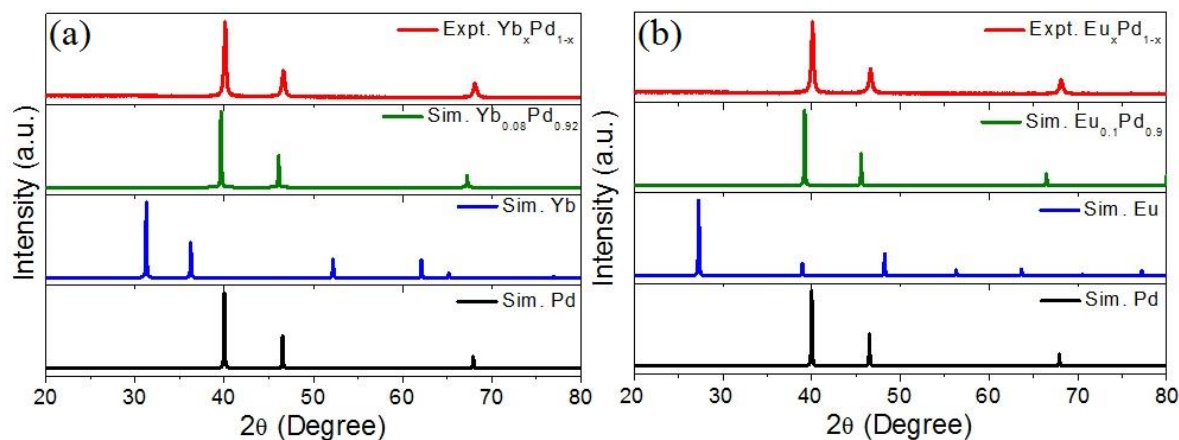 (a)
Expt. YbxPd1-x
Sim. Yb0.08Pd0.92
Sim. Yb
Sim. Pd
Intensity (a.u.)
20 30 40 50 60 70 80
2θ (Degree)
(b)
Expt. EuxPd1-x
Sim. Eu0.1Pd0.9
Sim. Eu
Sim. Pd
Intensity (a.u.)
20 30 40 50 60 70 80
2θ (Degree)